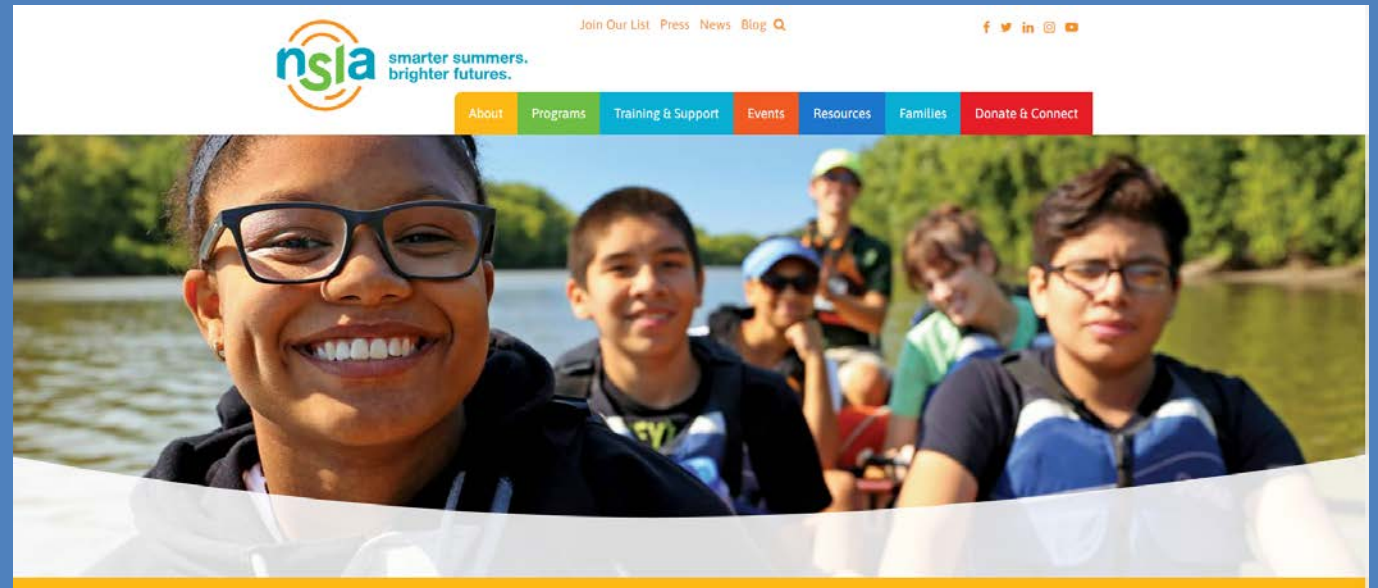 Join Our List Press News Blog
nsla
smarter summers.
brighter futures.
About Programs Training & Support Events Resources Families Donate & Connect